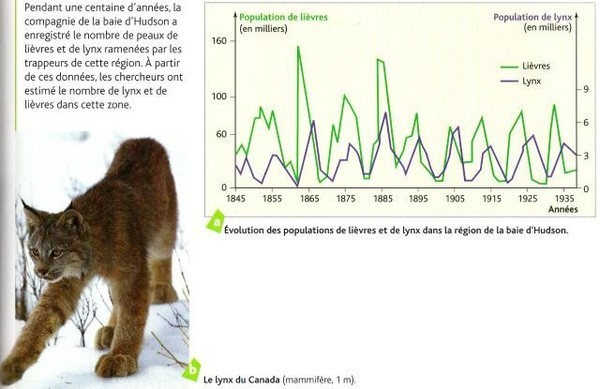 Pendant une centaine d'années, la
compagnie de la baie d'Hudson a
enregistré le nombre de peaux de
lièvres et de lynx ramenées par les
trappeurs de cette région. À partir
de ces données, les chercheurs ont
estimé le nombre de lynx et de
lièvres dans cette zone.
Population de lièvres
(en milliers)
Population de lynx
(en milliers)
160
100
60
0
9
6
3
0
Lièvres
Lynx
1845 1855 1865 1875 1885 1895 1905 1915 1925 1935
Années
a
Évolution des populations de lièvres et de lynx dans la région de la baie d'Hudson.
b
Le lynx du Canada (mammifère, 1 m).